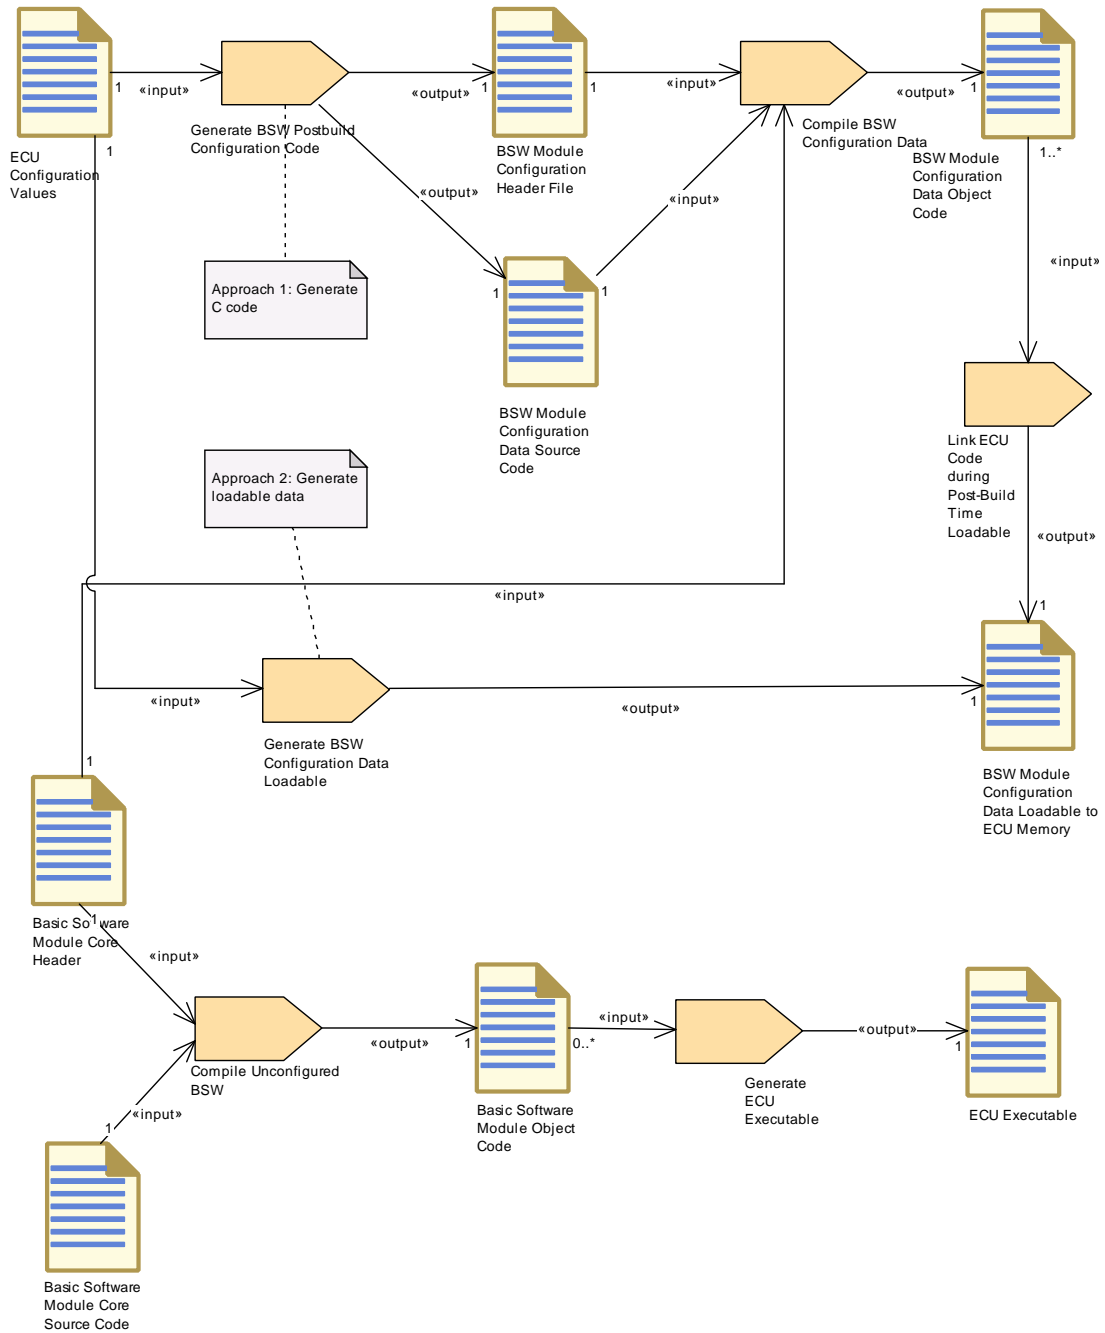 1
«input»
«output»
1
1
«input»
«output»
1
ECU
Configuration
Values
1
Generate BSW Postbuild
Configuration Code
BSW Module
Configuration
Header File
Compile BSW
Configuration Data
BSW Module
Configuration
Data Object
Code
1..*
«output»
«input»
«input»
Approach 1: Generate
C code
1
1
BSW Module
Configuration
Data Source
Code
Link ECU
Code
during
Post-Build
Time
Loadable
Approach 2: Generate
loadable data
«output»
«input»
1
«input»
«output»
1
Generate BSW
Configuration Data
Loadable
BSW Module
Configuration
Data Loadable to
ECU Memory
1
Basic Software
Module Core
Header
1
«input»
Compile Unconfigured
BSW
«output»
1
0..*
«input»
«output»
1
Basic Software
Module Object
Code
Generate
ECU
Executable
ECU Executable
«input»
1
Basic Software
Module Core
Source Code